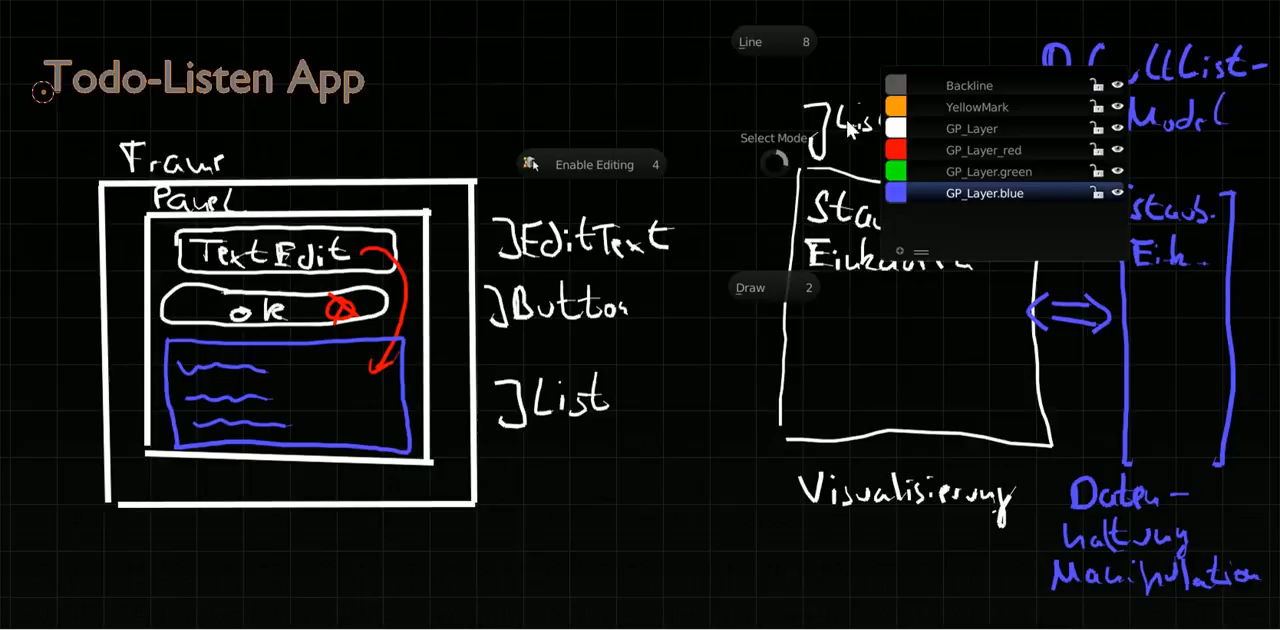 Todo-Listen App
Frame
Panel
TextEdit
ok
JEditText
JButton
JList
Enable Editing 4
Line 8
Select Mode
Draw 2
Backline
YellowMark
GP_Layer
GP_Layer_red
GP_Layer.green
GP_Layer.blue
Model
Visualisierung
Daten-
haltung
Manipulation